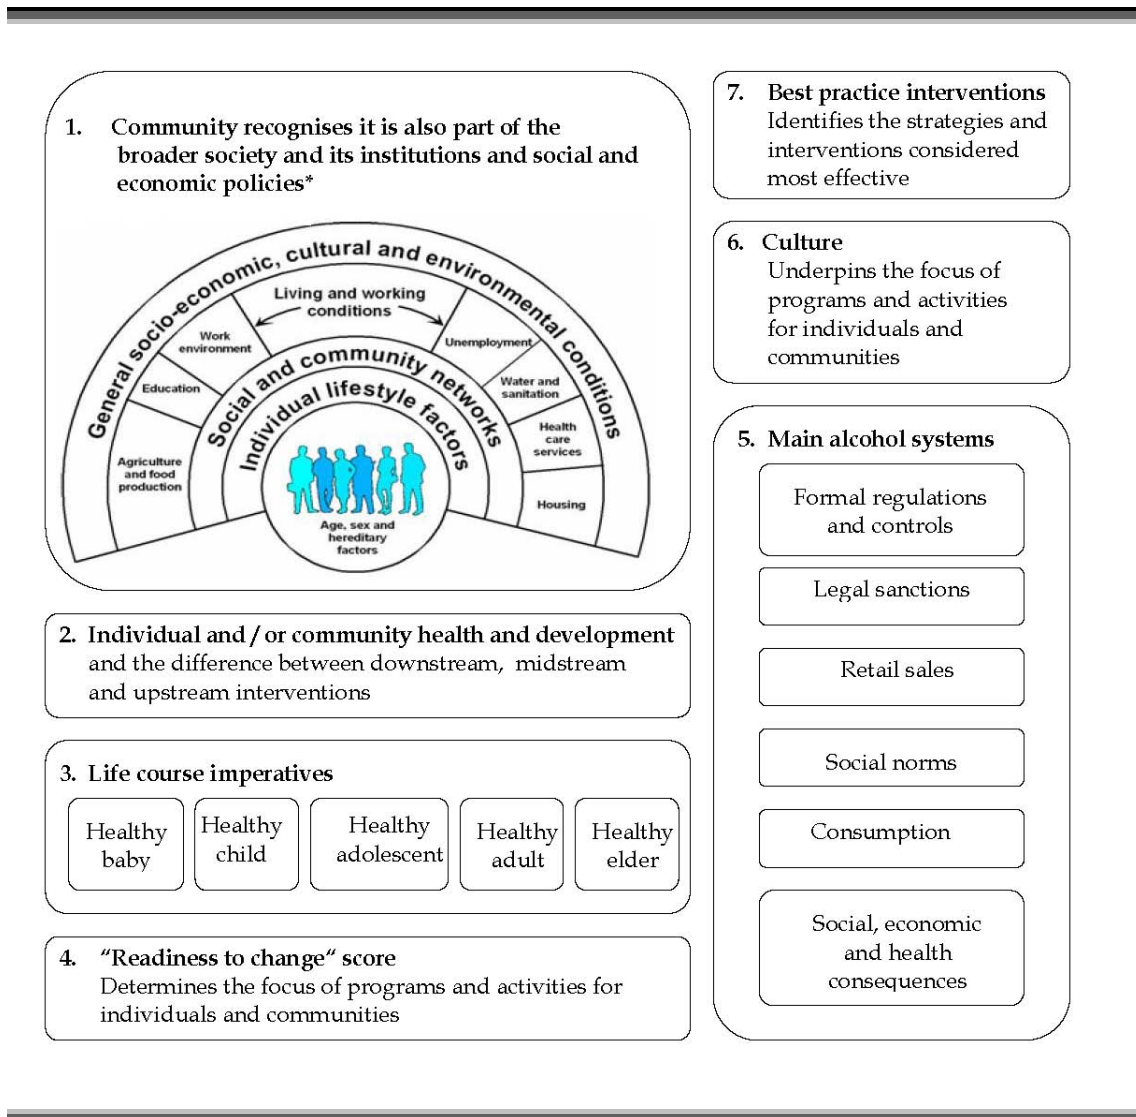 1. Community recognises it is also part of the
broader society and its institutions and social and
economic policies*
General socio-economic, cultural and environmental conditions
Living and working
conditions
Work
environment
Unemployment
Education
Water and
sanitation
Social and community networks
Individual lifestyle factors
Agriculture
and food
production
Health
care
services
Housing
Age, sex and
hereditary
factors
2. Individual and / or community health and development
and the difference between downstream, midstream
and upstream interventions
3. Life course imperatives
Healthy
baby
Healthy
child
Healthy
adolescent
Healthy
adult
Healthy
elder
4. “Readiness to change“ score
Determines the focus of programs and activities for
individuals and communities
7. Best practice interventions
Identifies the strategies and
interventions considered
most effective
6. Culture
Underpins the focus of
programs and activities
for individuals and
communities
5. Main alcohol systems
Formal regulations
and controls
Legal sanctions
Retail sales
Social norms
Consumption
Social, economic
and health
consequences